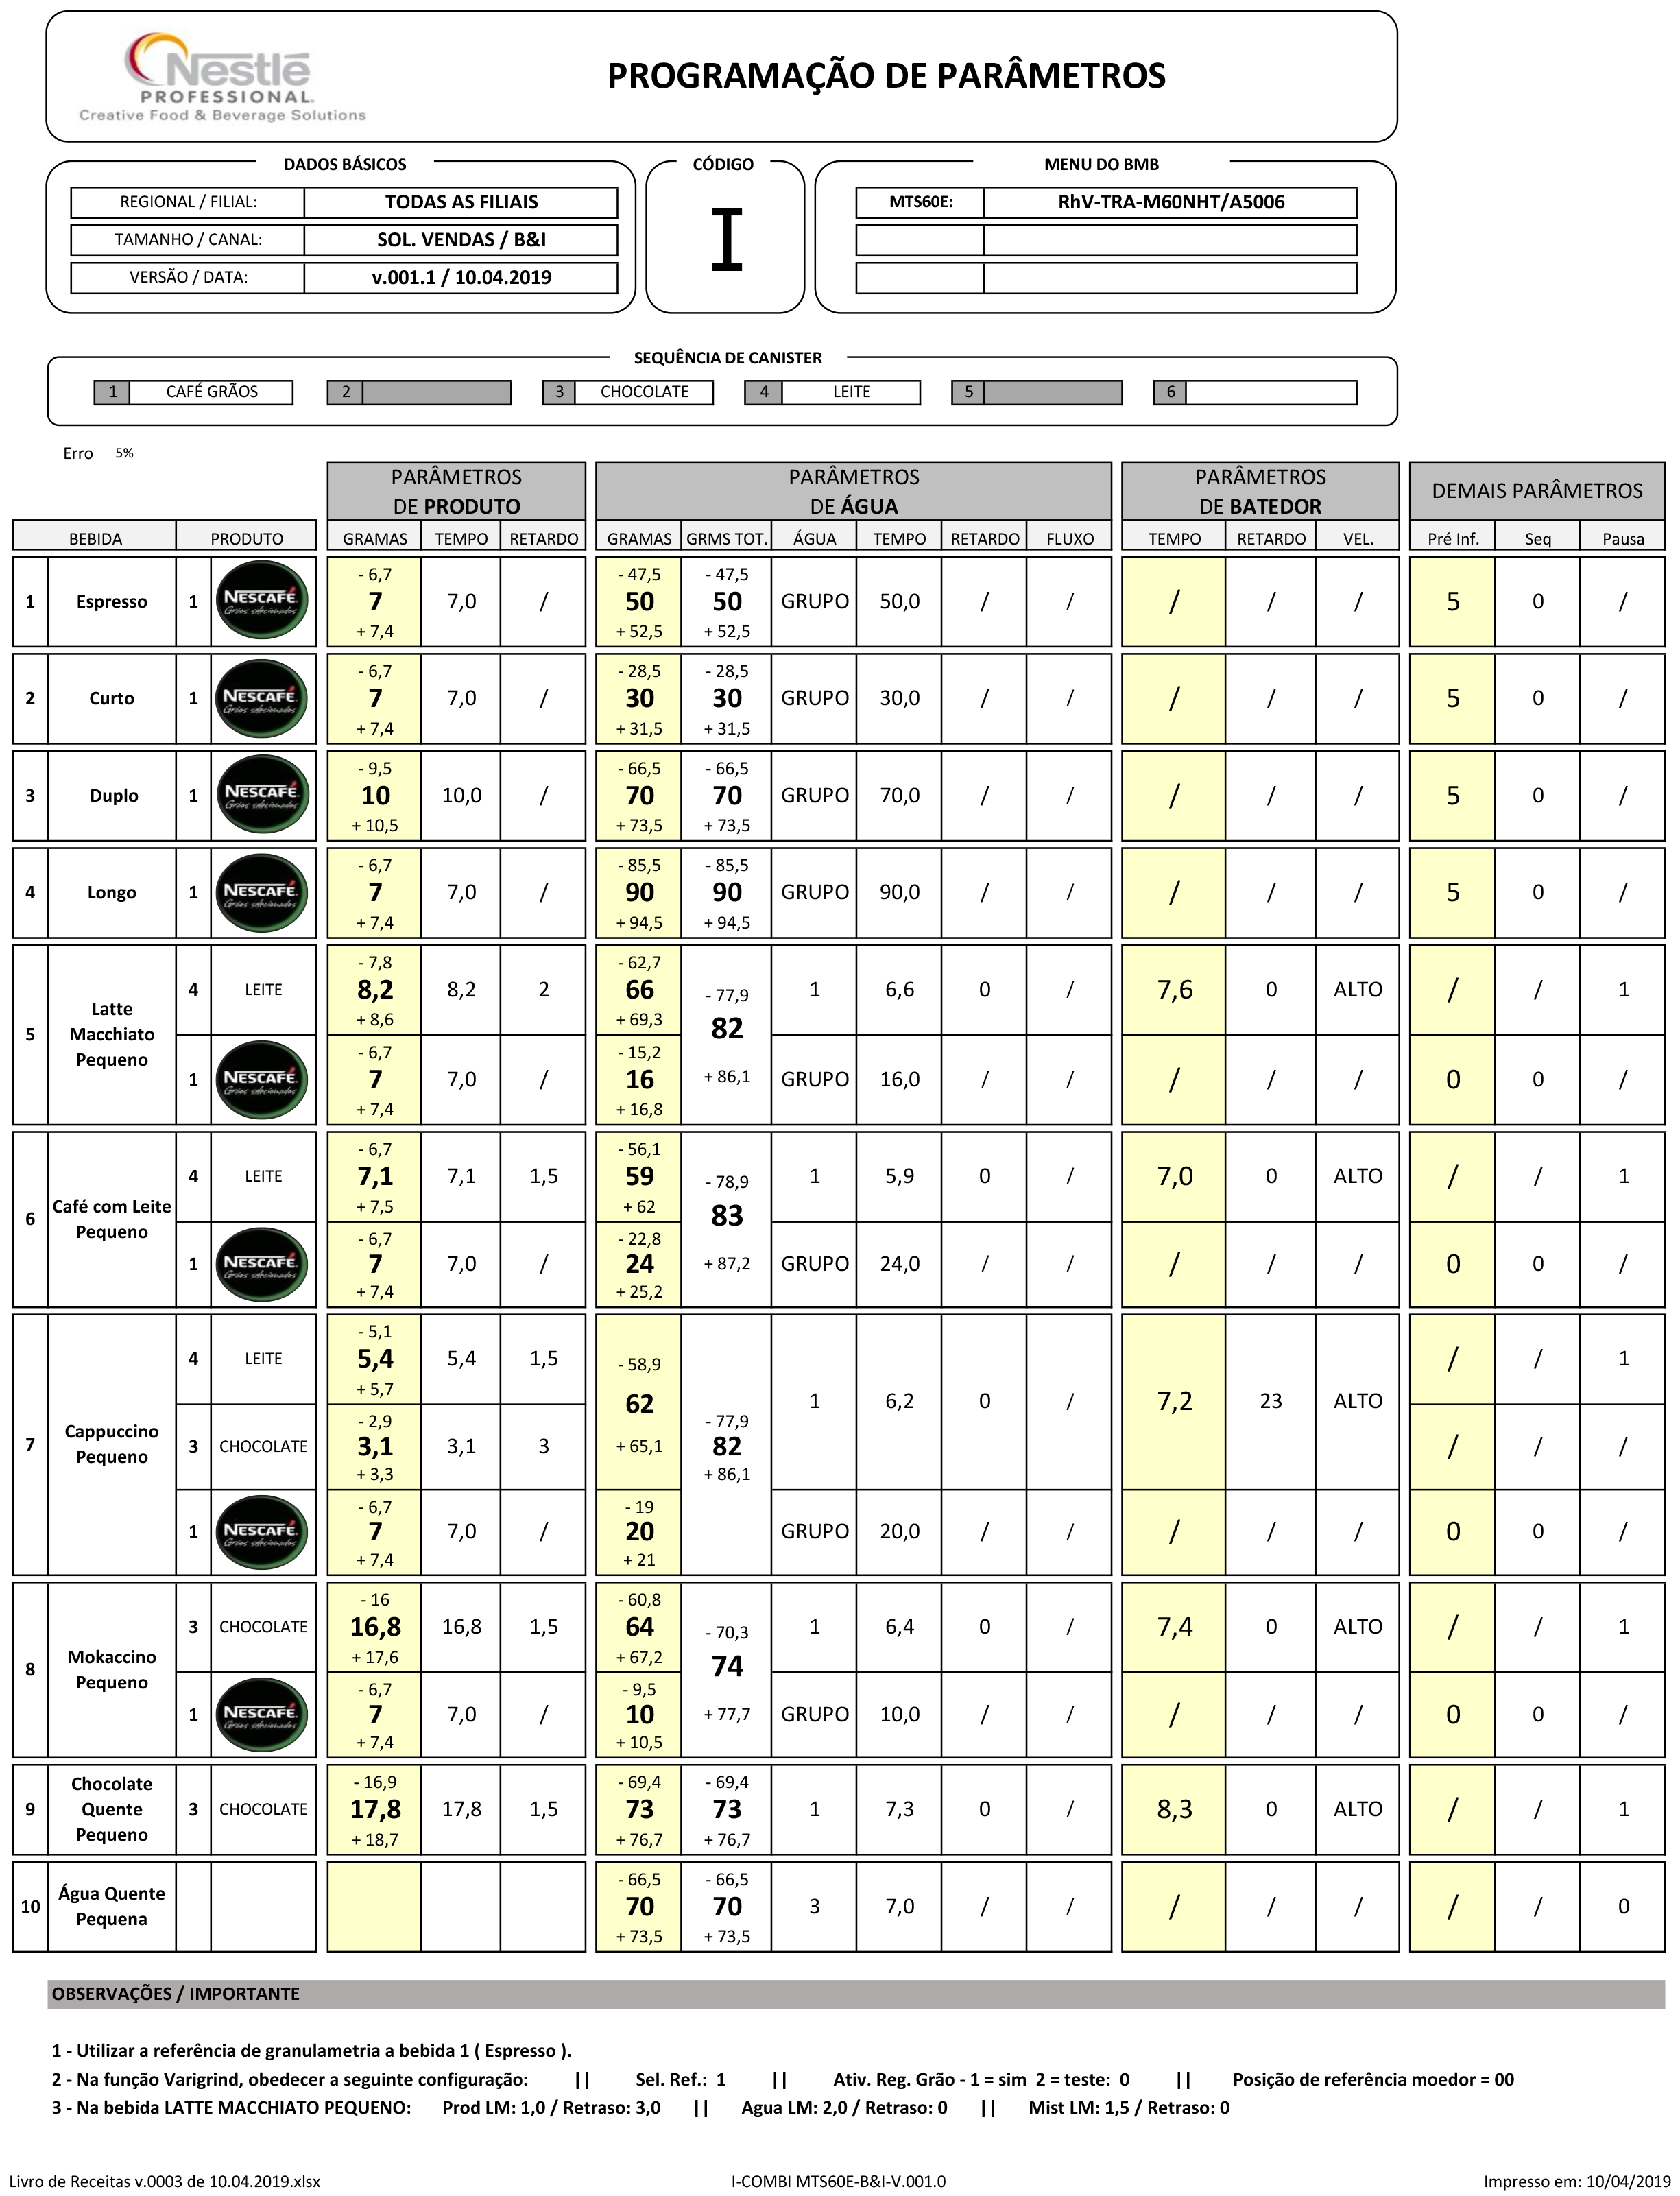 Nestlé
PROFESSIONAL.
Creative Food & Beverage Solutions
PROGRAMAÇÃO DE PARÂMETROS
DADOS BÁSICOS
REGIONAL / FILIAL: TODAS AS FILIAIS
TAMANHO / CANAL: SOL. VENDAS / B&I
VERSÃO / DATA: v.001.1 / 10.04.2019
CÓDIGO
I
MENU DO BMB
MTS60E: RhV-TRA-M60NHT/A5006
SEQUÊNCIA DE CANISTER
1 CAFÉ GRÃOS 2 3 CHOCOLATE 4 LEITE 5 6
Erro 5%
PARÂMETROS DE PRODUTO PARÂMETROS DE ÁGUA PARÂMETROS DE BATEDOR DEMAIS PARÂMETROS
BEBIDA PRODUTO GRAMAS TEMPO RETARDO GRAMAS GRMS TOT. ÁGUA TEMPO RETARDO FLUXO TEMPO RETARDO VEL. Pré Inf. Seq Pausa
- 6,7 - 47,5 - 47,5
1 Espresso 1 NESCAFÉ Grãos selecionados 7 7,0 / 50 50 GRUPO 50,0 / / / / / 5 0 /
+ 7,4 + 52,5 + 52,5
- 6,7 - 28,5 - 28,5
2 Curto 1 NESCAFÉ Grãos selecionados 7 7,0 / 30 30 GRUPO 30,0 / / / / / 5 0 /
+ 7,4 + 31,5 + 31,5
- 9,5 - 66,5 - 66,5
3 Duplo 1 NESCAFÉ Grãos selecionados 10 10,0 / 70 70 GRUPO 70,0 / / / / / 5 0 /
+ 10,5 + 73,5 + 73,5
- 6,7 - 85,5 - 85,5
4 Longo 1 NESCAFÉ Grãos selecionados 7 7,0 / 90 90 GRUPO 90,0 / / / / / 5 0 /
+ 7,4 + 94,5 + 94,5
5 Latte Macchiato Pequeno
- 7,8 - 62,7
4 LEITE 8,2 8,2 2 66 1 6,6 0 / 7,6 0 ALTO / / 1
+ 8,6 + 69,3
- 77,9
82
+ 86,1
- 6,7 - 15,2
1 NESCAFÉ Grãos selecionados 7 7,0 / 16 GRUPO 16,0 / / / / / 0 0 /
+ 7,4 + 16,8
6 Café com Leite Pequeno
- 6,7 - 56,1
4 LEITE 7,1 7,1 1,5 59 1 5,9 0 / 7,0 0 ALTO / / 1
+ 7,5 + 62
- 78,9
83
+ 87,2
- 6,7 - 22,8
1 NESCAFÉ Grãos selecionados 7 7,0 / 24 GRUPO 24,0 / / / / / 0 0 /
+ 7,4 + 25,2
7 Cappuccino Pequeno
- 5,1
4 LEITE 5,4 5,4 1,5 / / 1
+ 5,7
- 58,9
62 1 6,2 0 / 7,2 23 ALTO
+ 65,1
- 2,9 - 77,9
3 CHOCOLATE 3,1 3,1 3 82 / / /
+ 3,3 + 86,1
- 6,7 - 19
1 NESCAFÉ Grãos selecionados 7 7,0 / 20 GRUPO 20,0 / / / / / 0 0 /
+ 7,4 + 21
8 Mokaccino Pequeno
- 16 - 60,8
3 CHOCOLATE 16,8 16,8 1,5 64 1 6,4 0 / 7,4 0 ALTO / / 1
+ 17,6 + 67,2
- 70,3
74
+ 77,7
- 6,7 - 9,5
1 NESCAFÉ Grãos selecionados 7 7,0 / 10 GRUPO 10,0 / / / / / 0 0 /
+ 7,4 + 10,5
- 16,9 - 69,4 - 69,4
9 Chocolate Quente Pequeno 3 CHOCOLATE 17,8 17,8 1,5 73 73 1 7,3 0 / 8,3 0 ALTO / / 1
+ 18,7 + 76,7 + 76,7
- 66,5 - 66,5
10 Água Quente Pequena 70 70 3 7,0 / / / / / / / 0
+ 73,5 + 73,5
OBSERVAÇÕES / IMPORTANTE
1 - Utilizar a referência de granulametria a bebida 1 ( Espresso ).
2 - Na função Varigrind, obedecer a seguinte configuração: || Sel. Ref.: 1 || Ativ. Reg. Grão - 1 = sim 2 = teste: 0 || Posição de referência moedor = 00
3 - Na bebida LATTE MACCHIATO PEQUENO: Prod LM: 1,0 / Retraso: 3,0 || Agua LM: 2,0 / Retraso: 0 || Mist LM: 1,5 / Retraso: 0
Livro de Receitas v.0003 de 10.04.2019.xlsx I-COMBI MTS60E-B&I-V.001.0 Impresso em: 10/04/2019